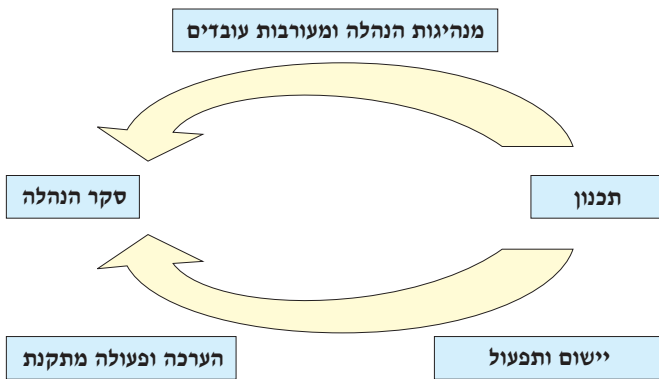 מנהיגות הנהלה ומעורבות עובדים
תכנון
סקר הנהלה
יישום ותפעול
הערכה ופעולה מתקנת